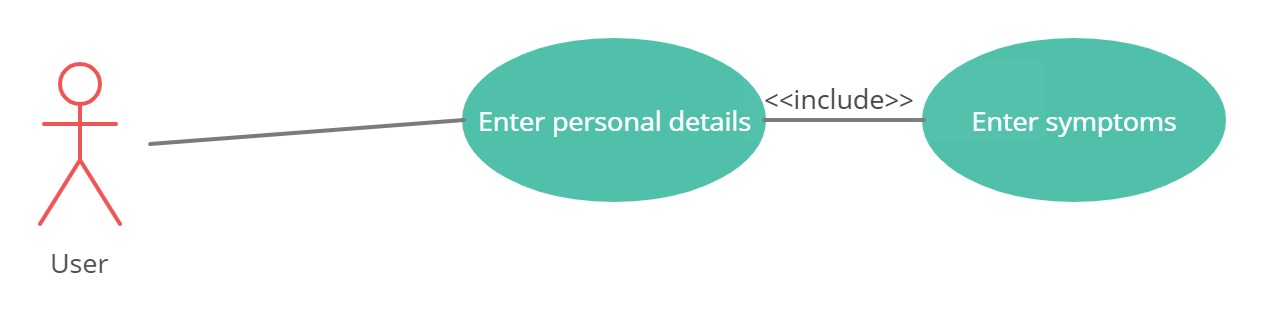 <<include>>
Enter personal details
Enter symptoms
User